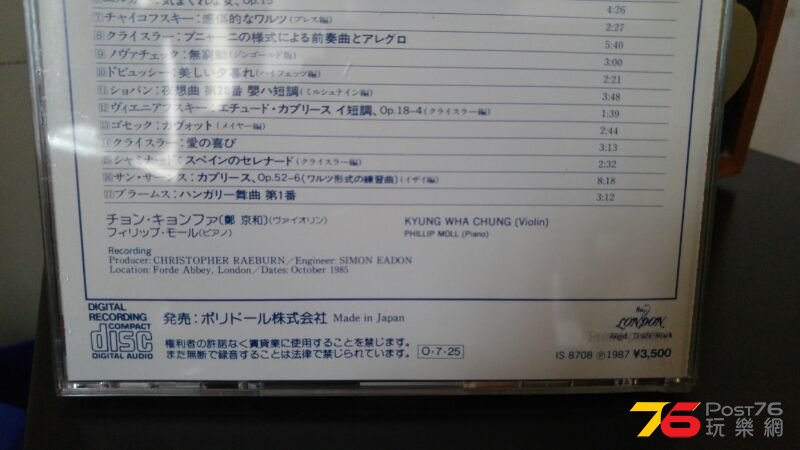 気まぐれな女, Op.15 4:26
⑦チャイコフスキー：感傷的なワルツ(プレス編) 2:27
⑧クライスラー：プニャーニの様式による前奏曲とアレグロ 5:40
⑨ノヴァチェック：無窮動(ジンゴールド版) 3:00
⑩ドビュッシー：美しい夕暮れ(ハイフェッツ編) 2:21
⑪ショパン：夜想曲 第20番 嬰ハ短調(ミルシュテイン編) 3:48
⑫ヴィエニアフスキー：エチュード・カプリース イ短調, Op.18-4(クライスラー編) 1:39
⑬ゴセック：ガヴォット(メイヤー編) 2:44
⑭クライスラー：愛の喜び 3:13
⑮シャミナード：スペインのセレナード(クライスラー編) 2:32
⑯サン・サーンス：カプリース, Op.52-6(ワルツ形式の練習曲)(イザイ編) 8:18
⑰ブラームス：ハンガリー舞曲 第1番 3:12
チョン・キョンファ〔鄭 京和〕(ヴァイオリン) KYUNG WHA CHUNG (Violin)
フィリップ・モール(ピアノ) PHILLIP MOLL (Piano)
Recording
Producer: CHRISTOPHER RAEBURN／Engineer: SIMON EADON
Location: Forde Abbey, London／Dates: October 1985
DIGITAL RECORDING
COMPACT disc DIGITAL AUDIO
発売：ポリドール株式会社 Made in Japan
権利者の許諾なく賃貸業に使用することを禁じます。
また無断で録音することは法律で禁じられています。 O・7・25
LONDON
Regd. Trade Mark
IS 8708 Ⓟ1987 ¥3,500
76 POST76
玩樂網